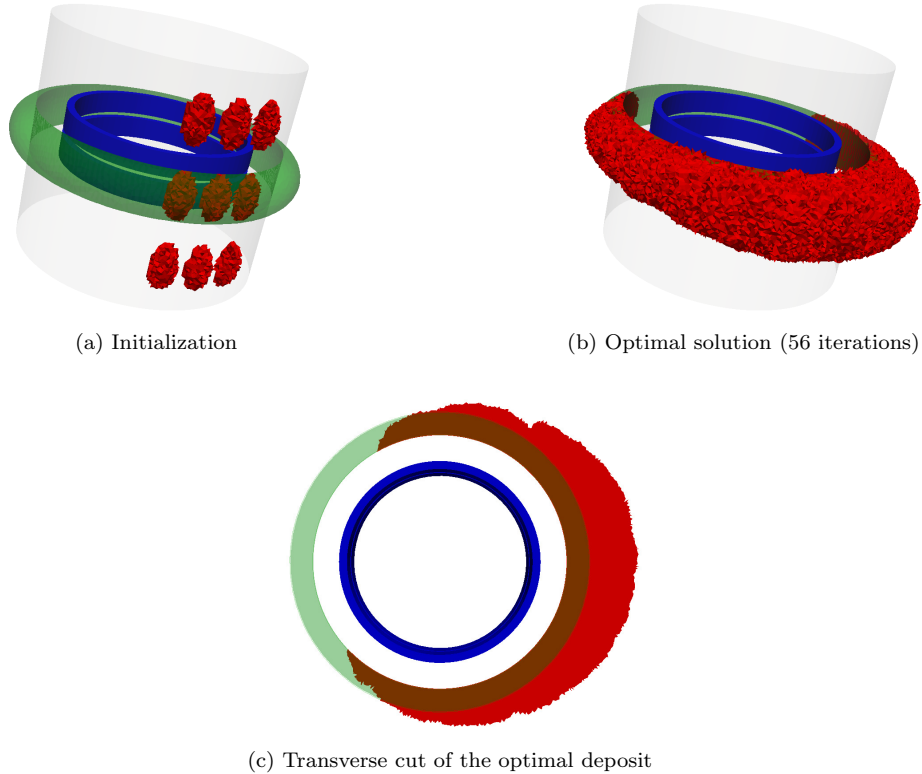 (a) Initialization
(b) Optimal solution (56 iterations)
(c) Transverse cut of the optimal deposit